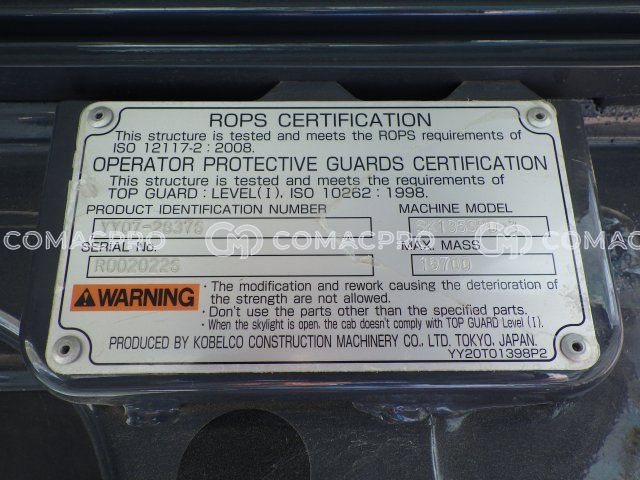 ROPS CERTIFICATION
This structure is tested and meets the ROPS requirements of
ISO 12117-2 : 2008.
OPERATOR PROTECTIVE GUARDS CERTIFICATION
This structure is tested and meets the requirements of
TOP GUARD : LEVEL(I), ISO 10262 : 1998.
PRODUCT IDENTIFICATION NUMBER
MACHINE MODEL
COMACPRO COMACPRO COMACPRO
SERIAL NO.
MAX. MASS
R0020226
15700
WARNING
・The modification and rework causing the deterioration of
the strength are not allowed.
・Don't use the parts other than the specified parts.
・When the skylight is open, the cab doesn't comply with TOP GUARD Level (I).
PRODUCED BY KOBELCO CONSTRUCTION MACHINERY CO., LTD. TOKYO, JAPAN.
YY20T01398P2